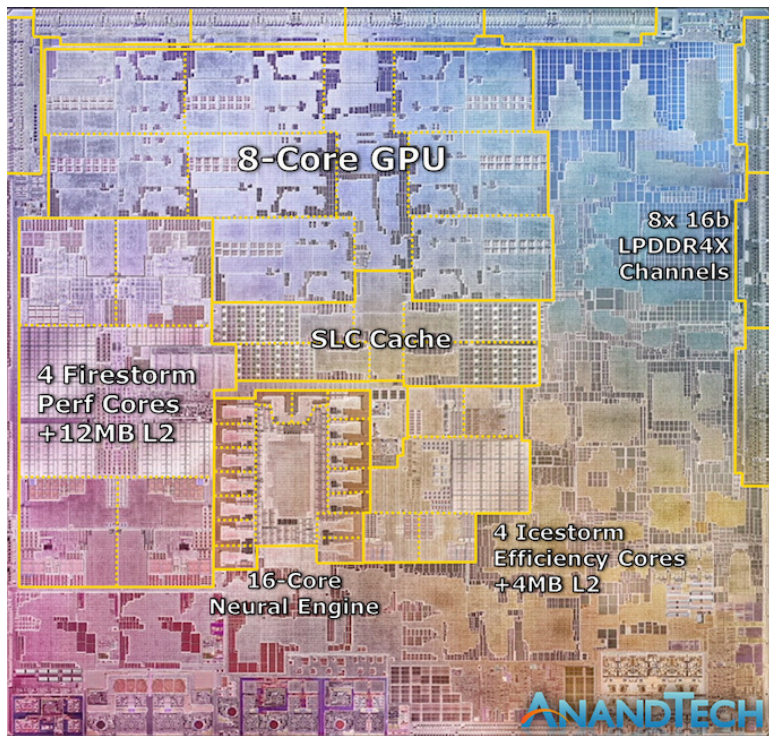 8-Core GPU
8x 16b
LPDDR4X
Channels
SLC Cache
4 Firestorm
Perf Cores
+12MB L2
4 Icestorm
Efficiency Cores
+4MB L2
16-Core
Neural Engine
ANANDTECH